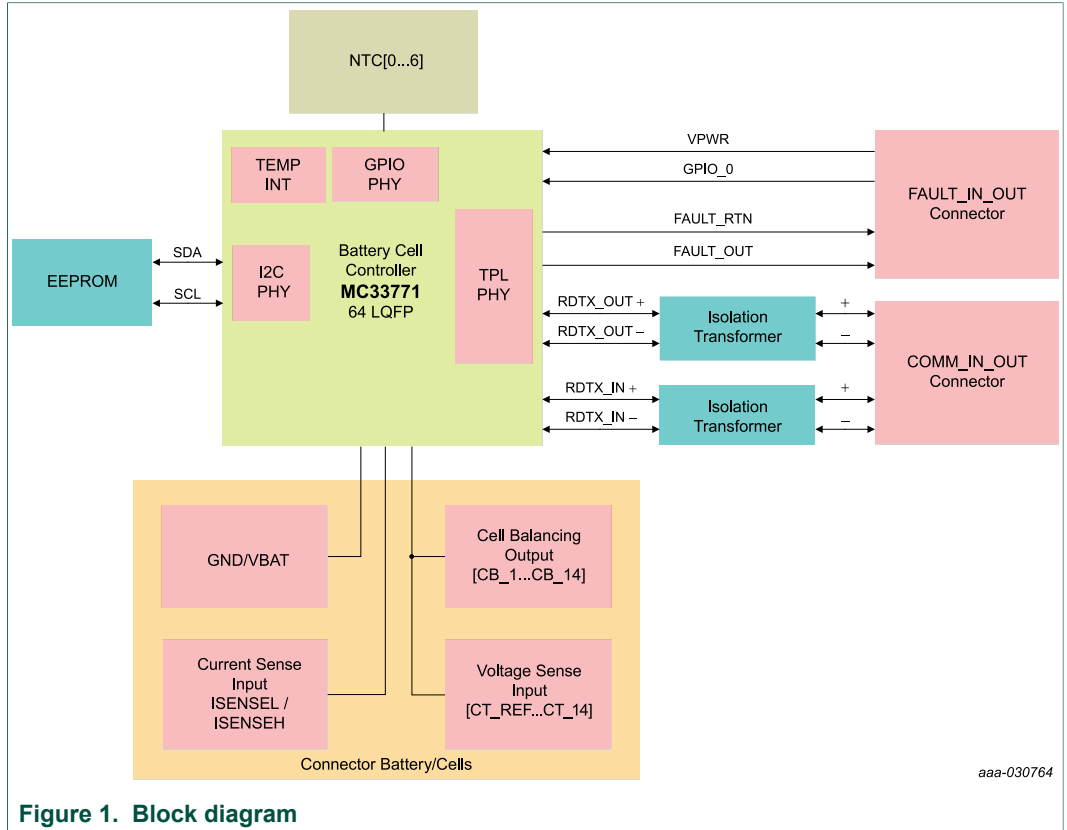 NTC[0...6]
TEMP
INT
GPIO
PHY
VPWR
GPIO_0
FAULT_RTN
FAULT_OUT
FAULT_IN_OUT
Connector
EEPROM
SDA
SCL
I2C
PHY
Battery Cell
Controller
MC33771
64 LQFP
TPL
PHY
RDTX_OUT +
RDTX_OUT –
Isolation
Transformer
+
–
RDTX_IN +
RDTX_IN –
Isolation
Transformer
+
–
COMM_IN_OUT
Connector
GND/VBAT
Cell Balancing
Output
[CB_1...CB_14]
Current Sense
Input
ISENSEL /
ISENSEH
Voltage Sense
Input
[CT_REF...CT_14]
Connector Battery/Cells
aaa-030764
Figure 1. Block diagram